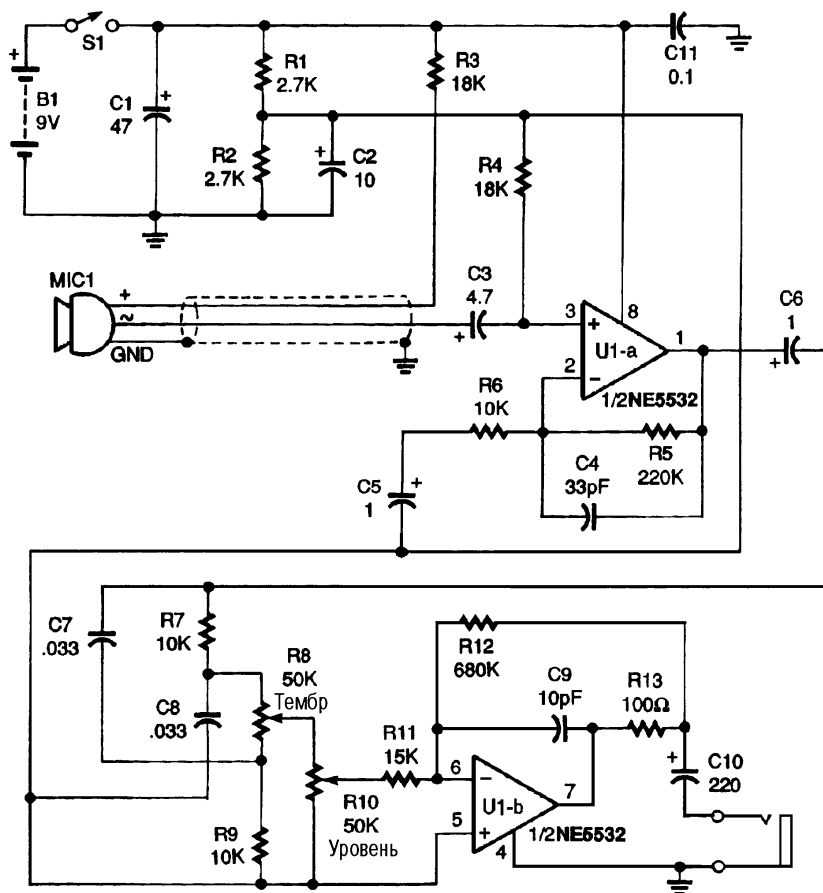 S1
+
B1
9V
C1
47
+
R1
2.7K
R2
2.7K
+
C2
10
R3
18K
C11
0.1
R4
18K
MIC1
+
~
GND
C3
4.7
+
3
+
8
U1-a
1
2
−
1/2NE5532
C6
1
+
R6
10K
R5
220K
C4
33pF
C5
1
+
C7
.033
R7
10K
C8
.033
R8
50K
Тембр
R9
10K
R10
50K
Уровень
R11
15K
R12
680K
C9
10pF
R13
100Ω
6
−
U1-b
7
5
+
4
1/2NE5532
+
C10
220